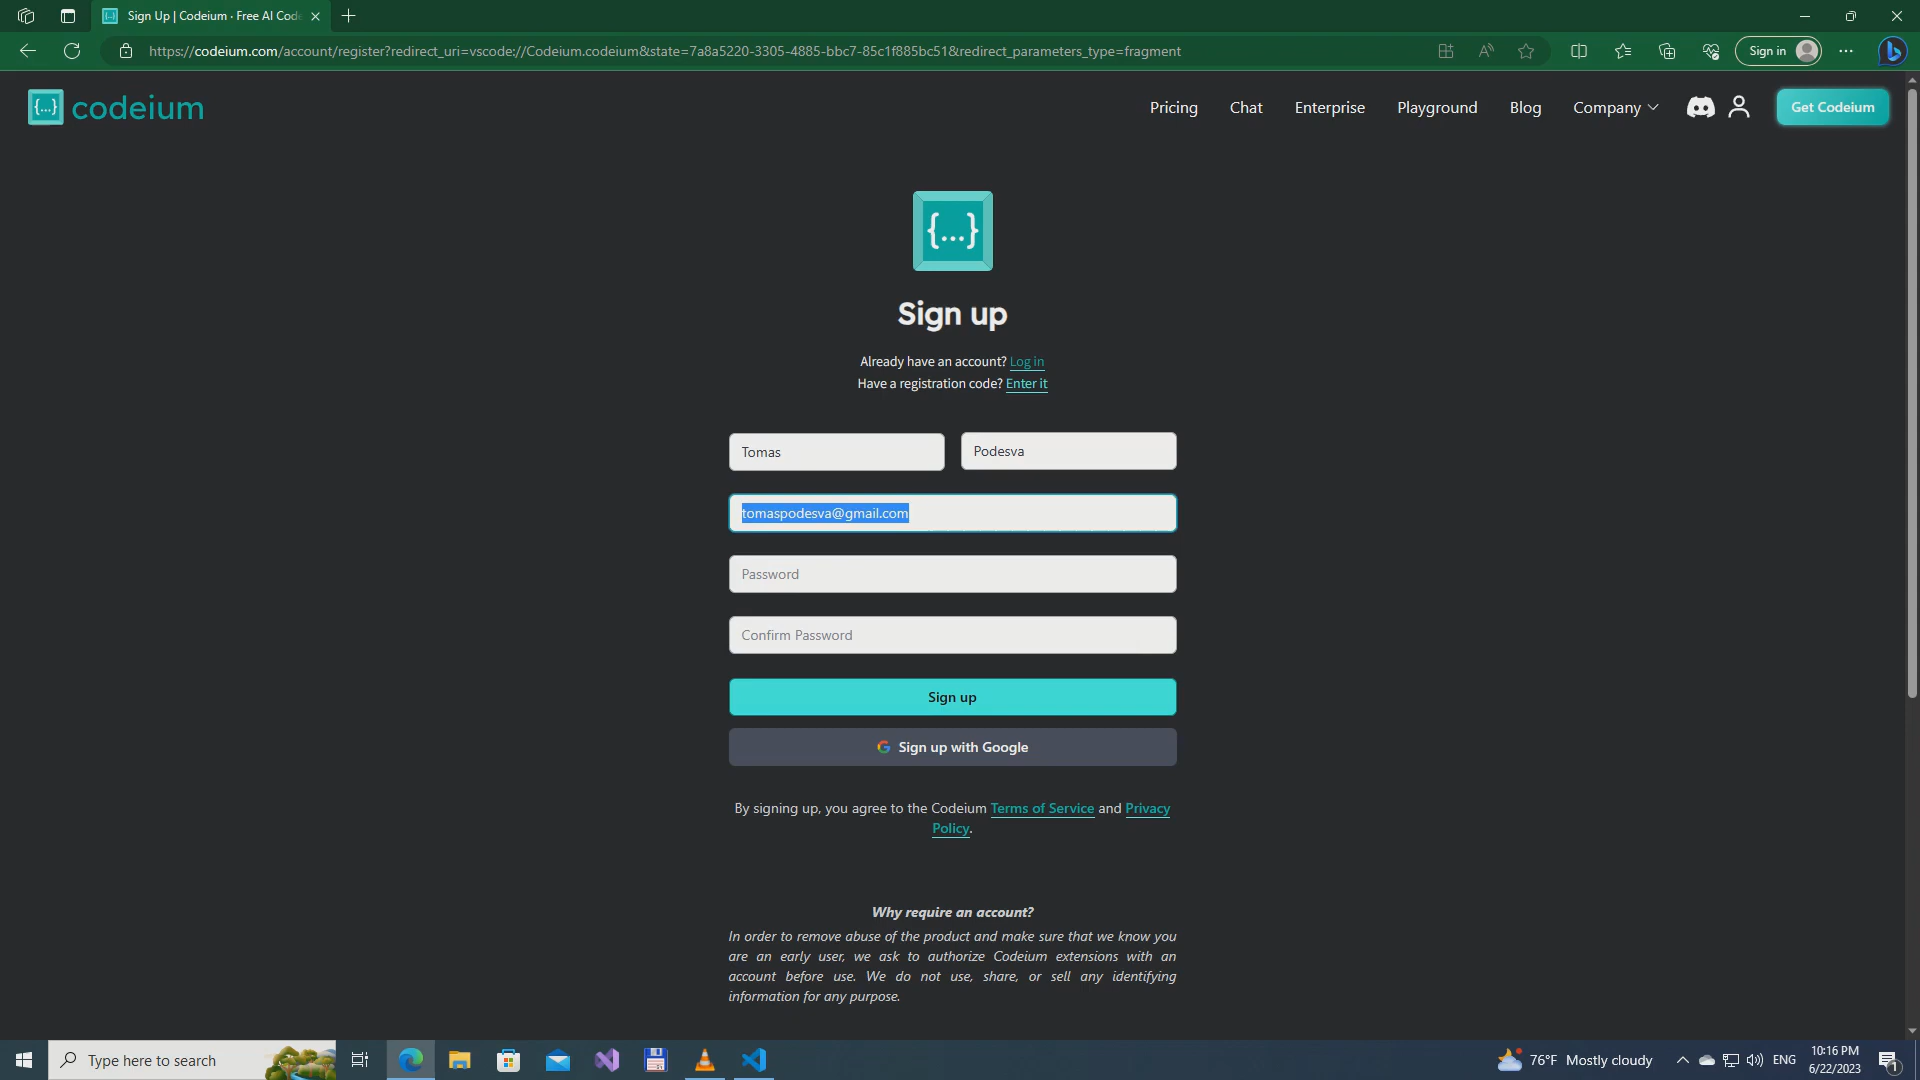 Sign Up | Codeium · Free AI Code
https://codeium.com/account/register?redirect_uri=vscode://Codeium.codeium&state=7a8a5220-3305-4885-bbc7-85c1f885bc51&redirect_parameters_type=fragment
Sign in
{...} codeium
Pricing
Chat
Enterprise
Playground
Blog
Company
Get Codeium
{...}
Sign up
Already have an account? Log in
Have a registration code? Enter it
Tomas
Podesva
tomaspodesva@gmail.com
Password
Confirm Password
Sign up
Sign up with Google
By signing up, you agree to the Codeium Terms of Service and Privacy
Policy.
Why require an account?
In order to remove abuse of the product and make sure that we know you
are an early user, we ask to authorize Codeium extensions with an
account before use. We do not use, share, or sell any identifying
information for any purpose.
Type here to search
76°F Mostly cloudy
ENG
10:16 PM
6/22/2023
1